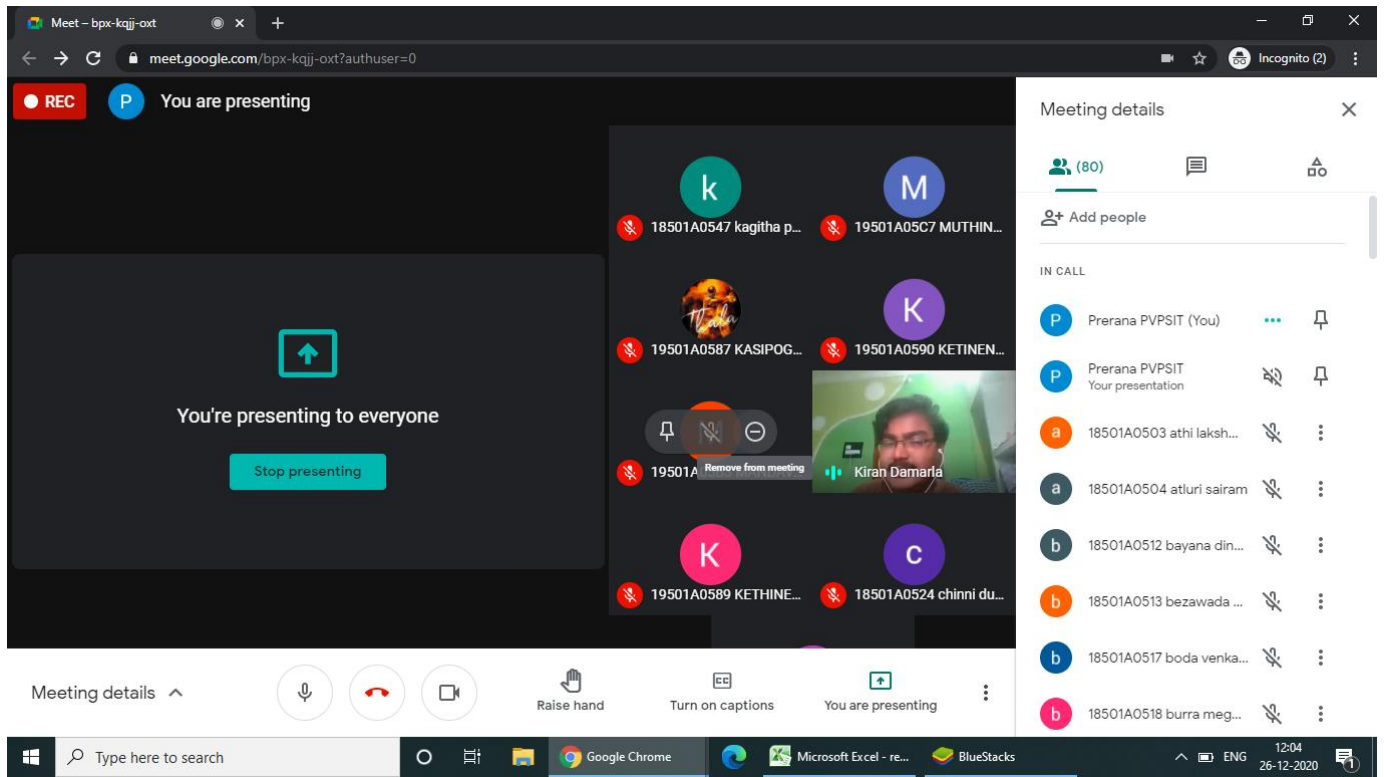 Meet – bpx-kqjj-oxt
meet.google.com/bpx-kqjj-oxt?authuser=0
Incognito (2)
REC
P
You are presenting
You're presenting to everyone
Stop presenting
k
18501A0547 kagitha p...
M
19501A05C7 MUTHIN...
Thala
19501A0587 KASIPOG...
K
19501A0590 KETINEN...
19501A
Remove from meeting
Kiran Damarla
K
19501A0589 KETHINE...
c
18501A0524 chinni du...
Meeting details
(80)
Add people
IN CALL
P
Prerana PVPSIT (You)
P
Prerana PVPSIT
Your presentation
a
18501A0503 athi laksh...
a
18501A0504 atluri sairam
b
18501A0512 bayana din...
b
18501A0513 bezawada ...
b
18501A0517 boda venka...
b
18501A0518 burra meg...
Meeting details
Raise hand
CC
Turn on captions
You are presenting
Type here to search
Google Chrome
Microsoft Excel - re...
BlueStacks
ENG
12:04
26-12-2020
1